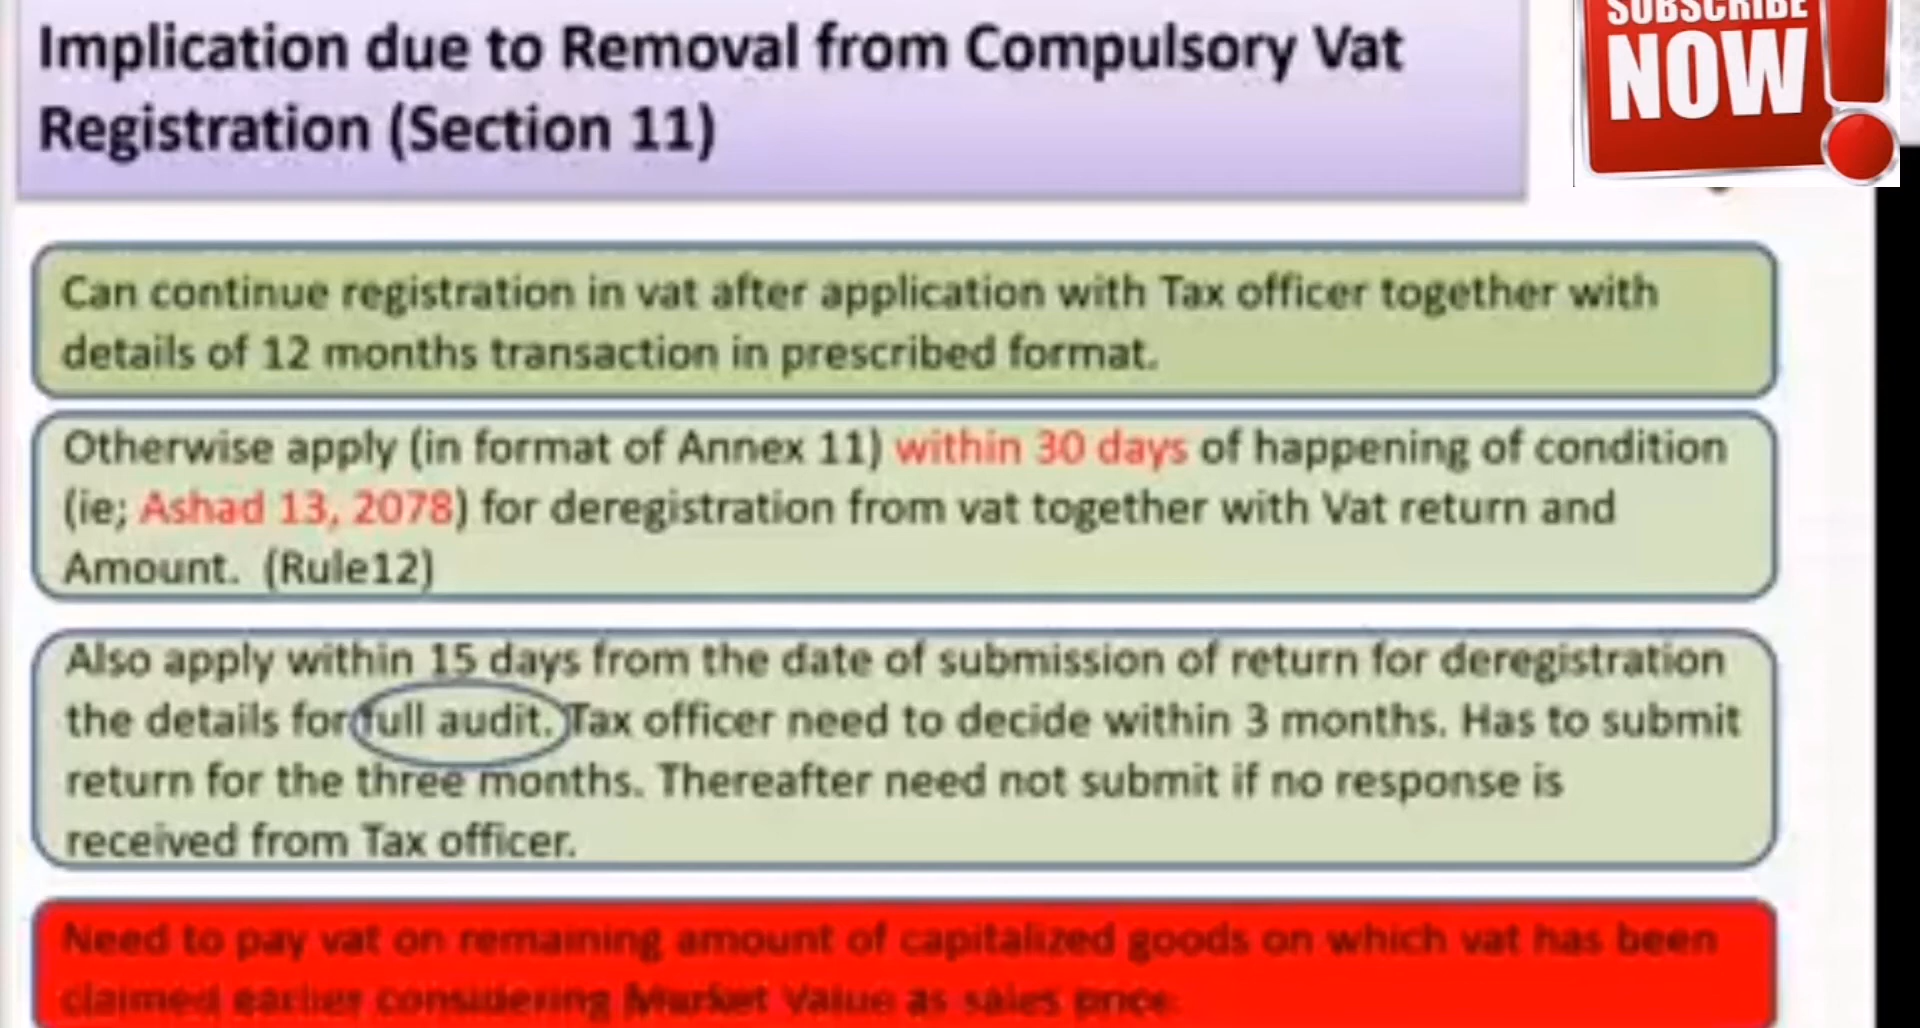 Implication due to Removal from Compulsory Vat
Registration (Section 11)
SUBSCRIBE
NOW
Can continue registration in vat after application with Tax officer together with
details of 12 months transaction in prescribed format.
Otherwise apply (in format of Annex 11) within 30 days of happening of condition
(ie; Ashad 13, 2078) for deregistration from vat together with Vat return and
Amount. (Rule12)
Also apply within 15 days from the date of submission of return for deregistration
the details for full audit. Tax officer need to decide within 3 months. Has to submit
return for the three months. Thereafter need not submit if no response is
received from Tax officer.
Need to pay vat on remaining amount of capitalized goods on which vat has been
claimed earlier considering Market Value as sales price.